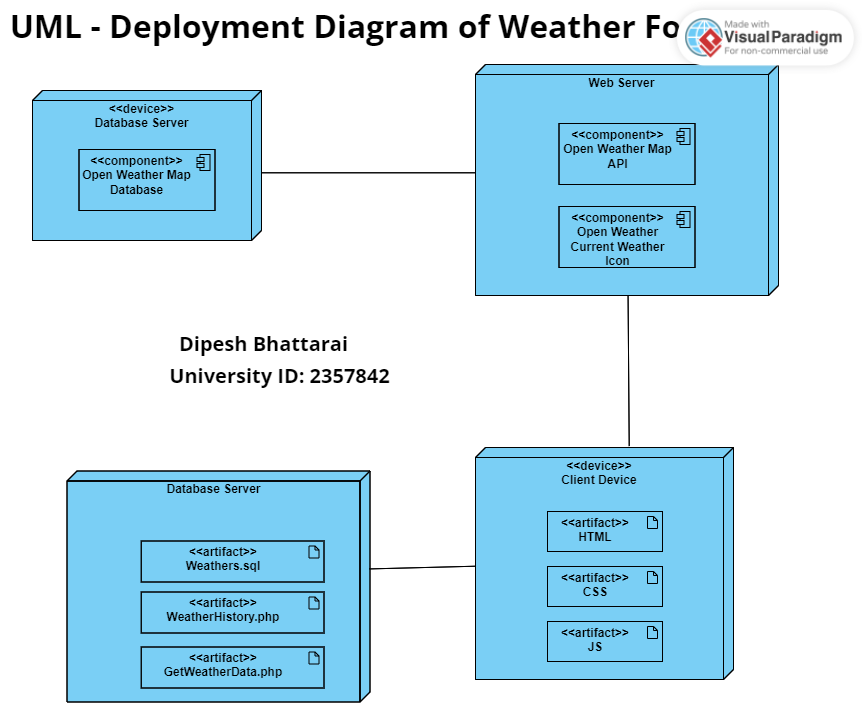 UML - Deployment Diagram of Weather Fo
Made with
Visual Paradigm
For non-commercial use
<<device>>
Database Server
<<component>>
Open Weather Map
Database
Web Server
<<component>>
Open Weather Map
API
<<component>>
Open Weather
Current Weather
Icon
Dipesh Bhattarai
University ID: 2357842
Database Server
<<artifact>>
Weathers.sql
<<artifact>>
WeatherHistory.php
<<artifact>>
GetWeatherData.php
<<device>>
Client Device
<<artifact>>
HTML
<<artifact>>
CSS
<<artifact>>
JS